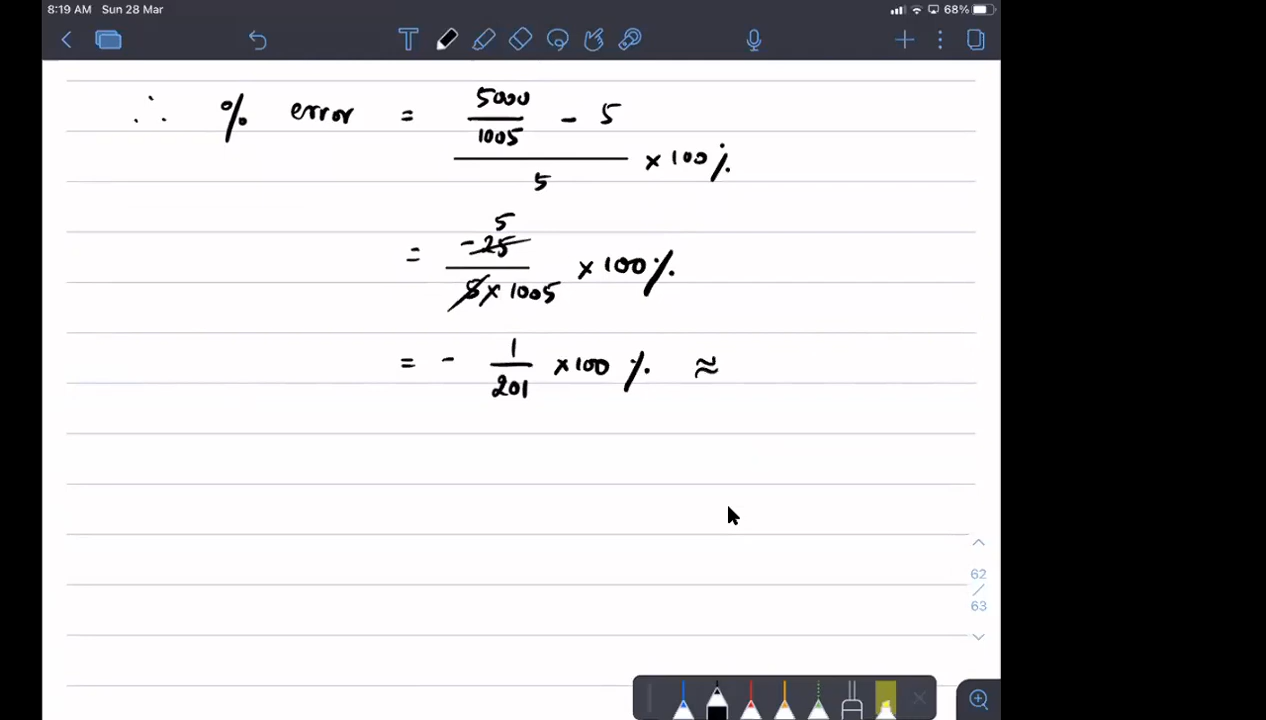 8:19 AM Sun 28 Mar
68%
T
∴ % error = 5000/1005 - 5
5 × 100%
5
= -25/5×1005 × 100%
= - 1/201 × 100 % ≈
62
/
63